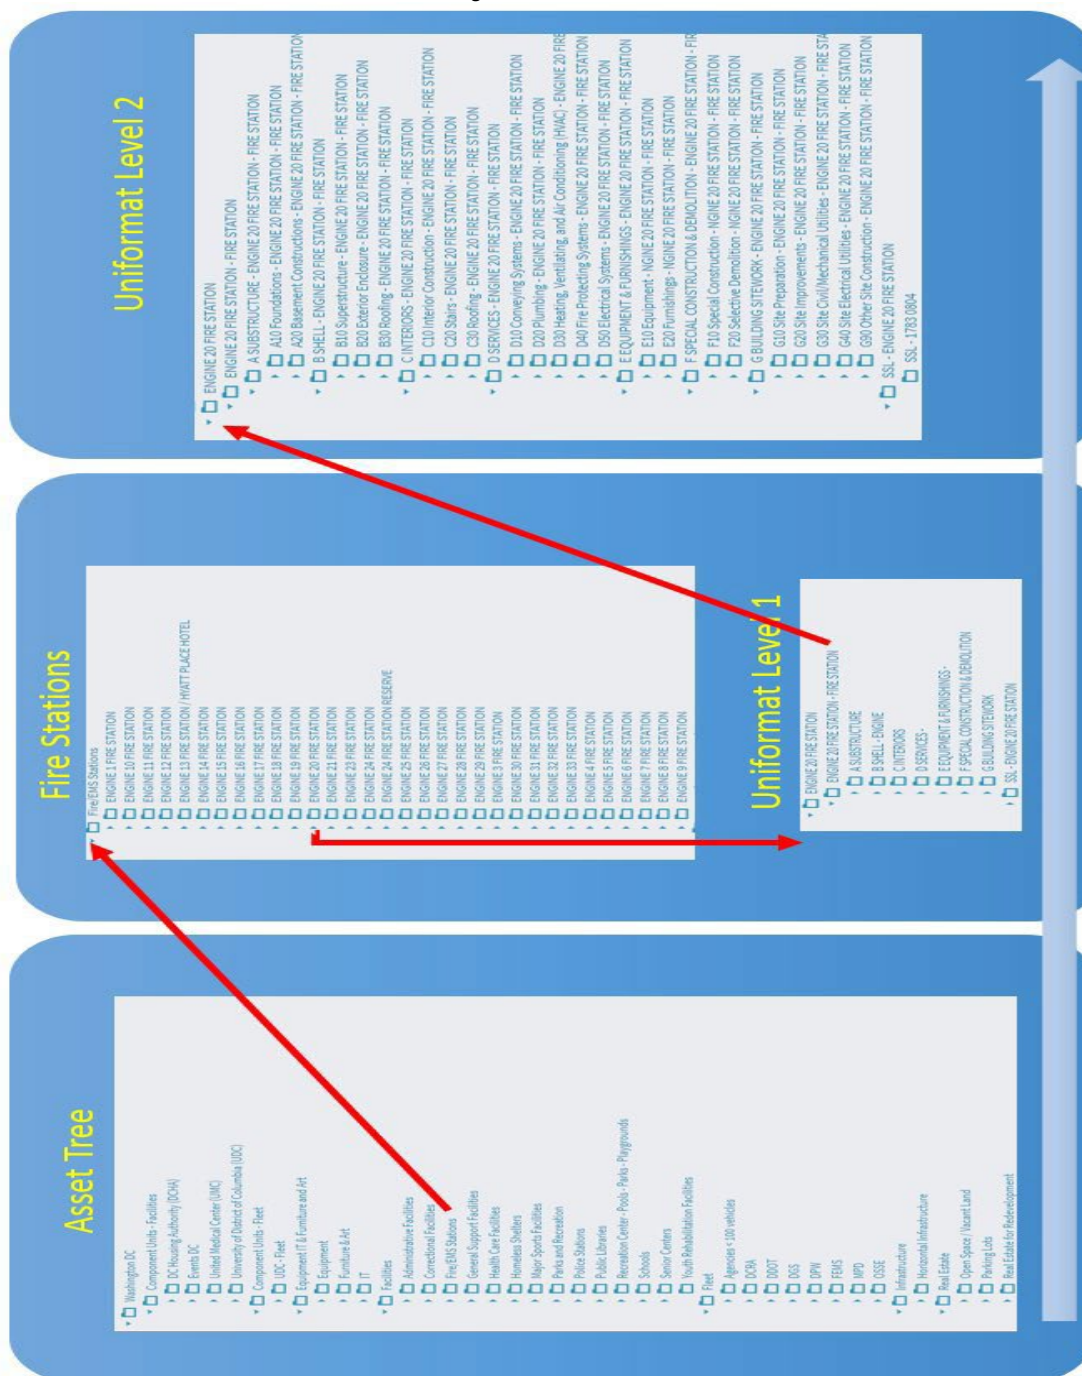 Asset Tree
Washington DC
Component Units - Facilities
DC Housing Authority (DCHA)
Events DC
United Medical Center (UMC)
University of District of Columbia (UDC)
Component Units - Fleet
UDC - Fleet
Equipment IT & Furniture and Art
Equipment
Furniture & Art
IT
Facilities
Administrative Facilities
Correctional Facilities
Fire/EMS Stations
General Support Facilities
Health Care Facilities
Homeless Shelters
Major Sports Facilities
Parks and Recreation
Police Stations
Public Libraries
Recreation Center - Pools - Parks - Playgrounds
Schools
Senior Centers
Youth Rehabilitation Facilities
Fleet
Agencies < 100 vehicles
DCRA
DDOT
DGS
DPW
FEMS
MPD
OSSE
Infrastructure
Horizontal Infrastructure
Real Estate
Open Space / Vacant Land
Parking Lots
Real Estate for Redevelopment
Fire Stations
Fire/EMS Stations
ENGINE 1 FIRE STATION
ENGINE 10 FIRE STATION
ENGINE 11 FIRE STATION
ENGINE 12 FIRE STATION
ENGINE 13 FIRE STATION / HYATT PLACE HOTEL
ENGINE 14 FIRE STATION
ENGINE 15 FIRE STATION
ENGINE 16 FIRE STATION
ENGINE 17 FIRE STATION
ENGINE 18 FIRE STATION
ENGINE 19 FIRE STATION
ENGINE 20 FIRE STATION
ENGINE 21 FIRE STATION
ENGINE 23 FIRE STATION
ENGINE 24 FIRE STATION
ENGINE 24 FIRE STATION RESERVE
ENGINE 25 FIRE STATION
ENGINE 26 FIRE STATION
ENGINE 27 FIRE STATION
ENGINE 28 FIRE STATION
ENGINE 29 FIRE STATION
ENGINE 3 FIRE STATION
ENGINE 30 FIRE STATION
ENGINE 31 FIRE STATION
ENGINE 32 FIRE STATION
ENGINE 33 FIRE STATION
ENGINE 4 FIRE STATION
ENGINE 5 FIRE STATION
ENGINE 6 FIRE STATION
ENGINE 7 FIRE STATION
ENGINE 8 FIRE STATION
ENGINE 9 FIRE STATION
Uniformat Level 1
ENGINE 20 FIRE STATION
ENGINE 20 FIRE STATION - FIRE STATION
A SUBSTRUCTURE
B SHELL - ENGINE
C INTERIORS
D SERVICES -
E EQUIPMENT & FURNISHINGS -
F SPECIAL CONSTRUCTION & DEMOLITION
G BUILDING SITEWORK
SSL - ENGINE 20 FIRE STATION
Uniformat Level 2
ENGINE 20 FIRE STATION
ENGINE 20 FIRE STATION - FIRE STATION
A SUBSTRUCTURE - ENGINE 20 FIRE STATION - FIRE STATION
A10 Foundations - ENGINE 20 FIRE STATION - FIRE STATION
A20 Basement Constructions - ENGINE 20 FIRE STATION - FIRE STATION
B SHELL - ENGINE 20 FIRE STATION - FIRE STATION
B10 Superstructure - ENGINE 20 FIRE STATION - FIRE STATION
B20 Exterior Enclosure - ENGINE 20 FIRE STATION - FIRE STATION
B30 Roofing - ENGINE 20 FIRE STATION - FIRE STATION
C INTERIORS - ENGINE 20 FIRE STATION - FIRE STATION
C10 Interior Construction - ENGINE 20 FIRE STATION - FIRE STATION
C20 Stairs - ENGINE 20 FIRE STATION - FIRE STATION
C30 Roofing - ENGINE 20 FIRE STATION - FIRE STATION
D SERVICES - ENGINE 20 FIRE STATION - FIRE STATION
D10 Conveying Systems - ENGINE 20 FIRE STATION - FIRE STATION
D20 Plumbing - ENGINE 20 FIRE STATION - FIRE STATION
D30 Heating, Ventilating, and Air Conditioning (HVAC) - ENGINE 20 FIRE
D40 Fire Protecting Systems - ENGINE 20 FIRE STATION - FIRE STATION
D50 Electrical Systems - ENGINE 20 FIRE STATION - FIRE STATION
E EQUIPMENT & FURNISHINGS - ENGINE 20 FIRE STATION - FIRE STATION
E10 Equipment - NGINE 20 FIRE STATION - FIRE STATION
E20 Furnishings - NGINE 20 FIRE STATION - FIRE STATION
F SPECIAL CONSTRUCTION & DEMOLITION - ENGINE 20 FIRE STATION - FIR
F10 Special Construction - NGINE 20 FIRE STATION - FIRE STATION
F20 Selective Demolition - NGINE 20 FIRE STATION - FIRE STATION
G BUILDING SITEWORK - ENGINE 20 FIRE STATION - FIRE STATION
G10 Site Preparation - ENGINE 20 FIRE STATION - FIRE STATION
G20 Site Improvements - ENGINE 20 FIRE STATION - FIRE STATION
G30 Site Civil/Mechanical Utilities - ENGINE 20 FIRE STATION - FIRE STA
G40 Site Electrical Utilities - ENGINE 20 FIRE STATION - FIRE STATION
G90 Other Site Construction - ENGINE 20 FIRE STATION - FIRE STATION
SSL - ENGINE 20 FIRE STATION
SSL - 1783 0804